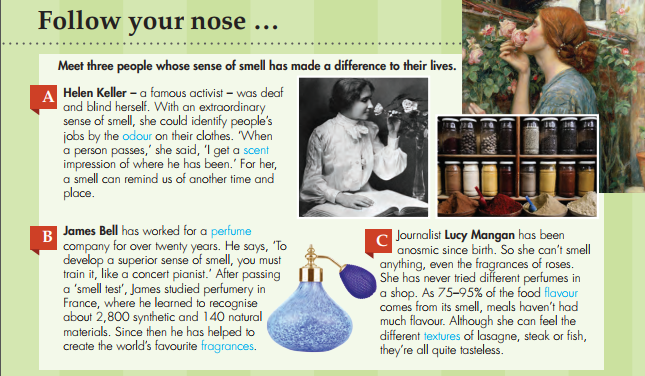 Follow your nose ...
Meet three people whose sense of smell has made a difference to their lives.
A
Helen Keller – a famous activist – was deaf
and blind herself. With an extraordinary
sense of smell, she could identify people's
jobs by the odour on their clothes. 'When
a person passes,' she said, 'I get a scent
impression of where he has been.' For her,
a smell can remind us of another time and
place.
B
James Bell has worked for a perfume
company for over twenty years. He says, 'To
develop a superior sense of smell, you must
train it, like a concert pianist.' After passing
a 'smell test', James studied perfumery in
France, where he learned to recognise
about 2,800 synthetic and 140 natural
materials. Since then he has helped to
create the world's favourite fragrances.
C
Journalist Lucy Mangan has been
anosmic since birth. So she can't smell
anything, even the fragrances of roses.
She has never tried different perfumes in
a shop. As 75–95% of the food flavour
comes from its smell, meals haven't had
much flavour. Although she can feel the
different textures of lasagne, steak or fish,
they're all quite tasteless.